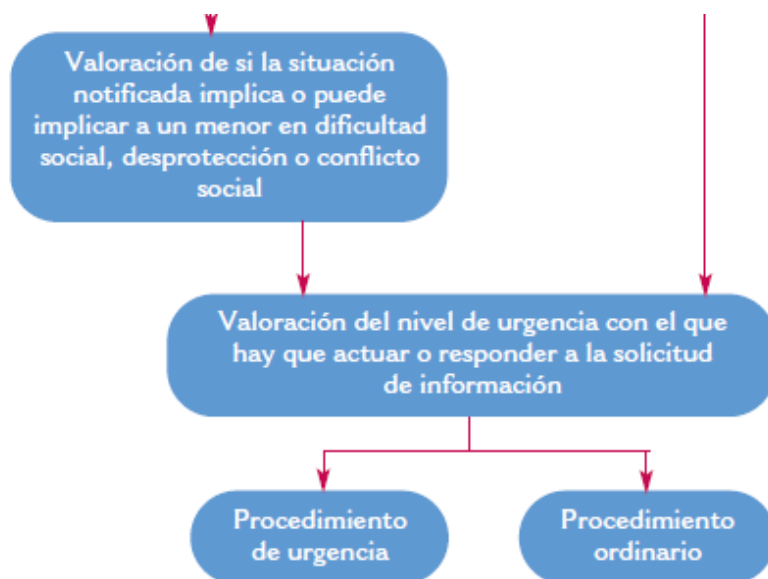 Valoración de si la situación
notificada implica o puede
implicar a un menor en dificultad
social, desprotección o conflicto
social
Valoración del nivel de urgencia con el que
hay que actuar o responder a la solicitud
de información
Procedimiento
de urgencia
Procedimiento
ordinario